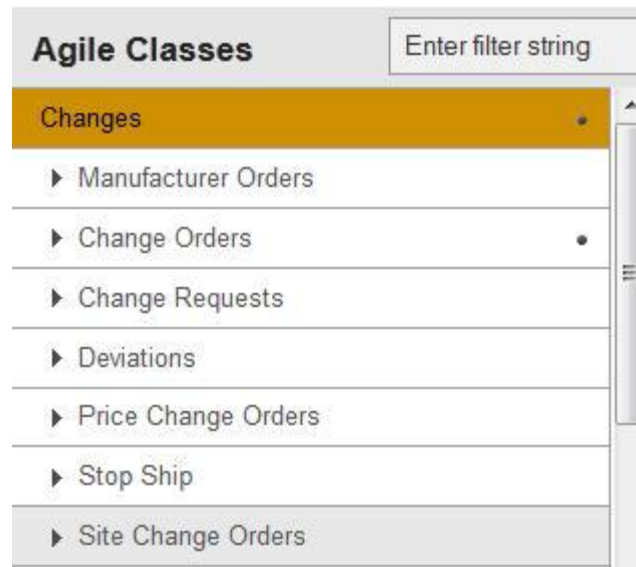 Agile Classes
Enter filter string
Changes
Manufacturer Orders
Change Orders
Change Requests
Deviations
Price Change Orders
Stop Ship
Site Change Orders